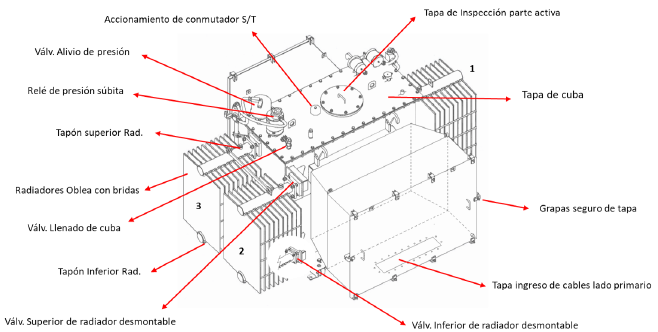 Accionamiento de conmutador S/T
Tapa de Inspección parte activa
Válv. Alivio de presión
1
Relé de presión súbita
Tapa de cuba
Tapón superior Rad.
Radiadores Oblea con bridas
3
Grapas seguro de tapa
Válv. Llenado de cuba
2
Tapón Inferior Rad.
Tapa ingreso de cables lado primario
Válv. Superior de radiador desmontable
Válv. Inferior de radiador desmontable